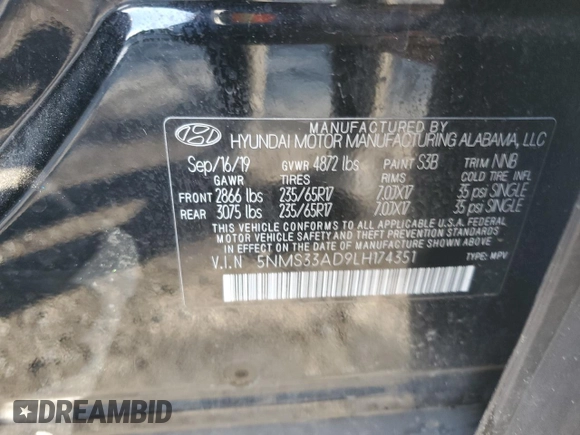 MANUFACTURED BY
HYUNDAI MOTOR MANUFACTURING ALABAMA, LLC
Sep/16/19 GVWR 4872 lbs PAINT S3B TRIM NNB
GAWR TIRES RIMS COLD TIRE INFL
FRONT 2866 lbs 235/65R17 7.0JX17 35 psi SINGLE
REAR 3075 lbs 235/65R17 7.0JX17 35 psi SINGLE
THIS VEHICLE CONFORMS TO ALL APPLICABLE U.S.A. FEDERAL
MOTOR VEHICLE SAFETY, BUMPER, AND THEFT PREVENTION STANDARDS
IN EFFECT ON THE DATE OF MANUFACTURE SHOWN ABOVE.
V.I.N 5NMS33AD9LH174351 TYPE: MPV
DREAMBID